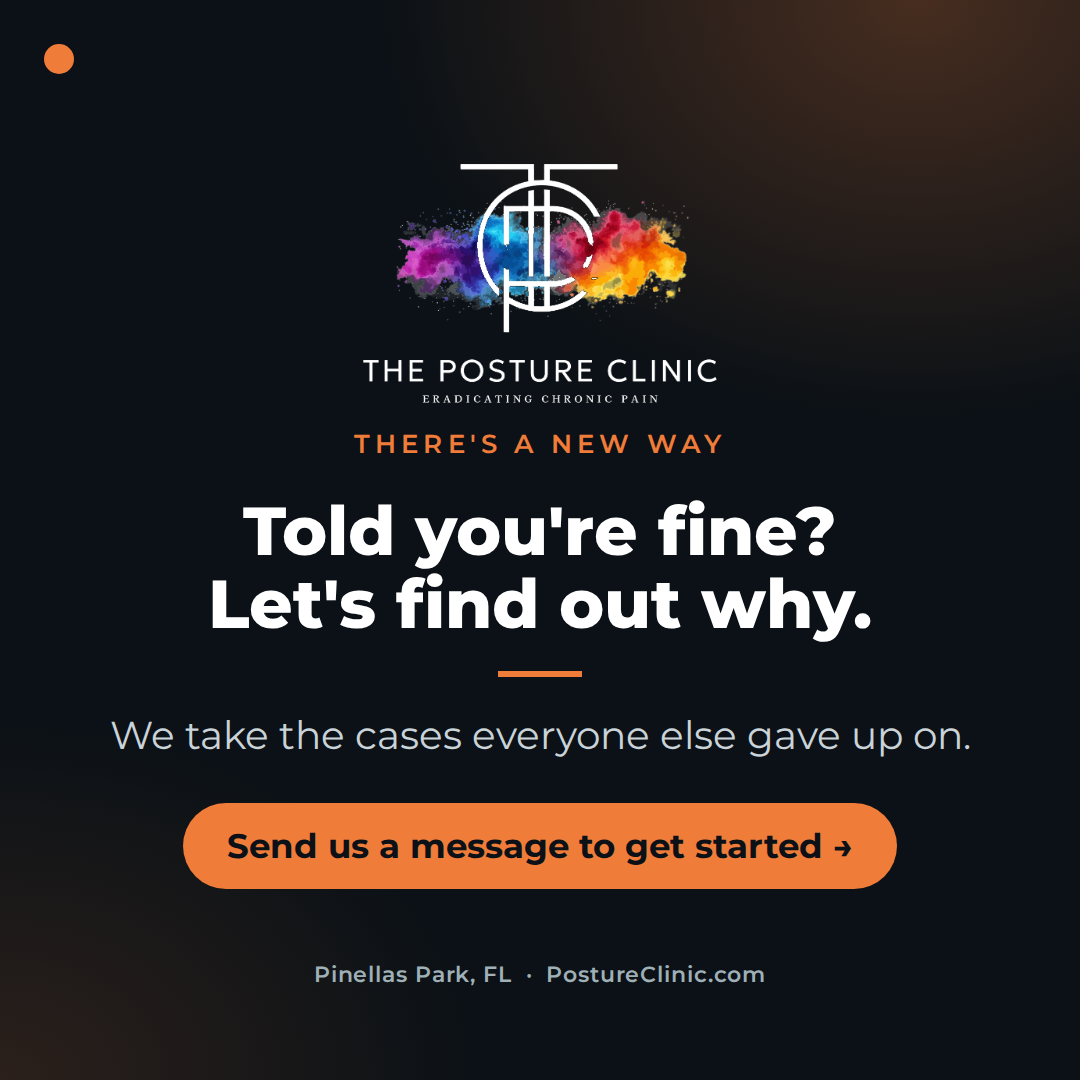 THE POSTURE CLINIC
ERADICATING CHRONIC PAIN
THERE'S A NEW WAY
Told you're fine?
Let's find out why.
We take the cases everyone else gave up on.
Send us a message to get started →
Pinellas Park, FL · PostureClinic.com